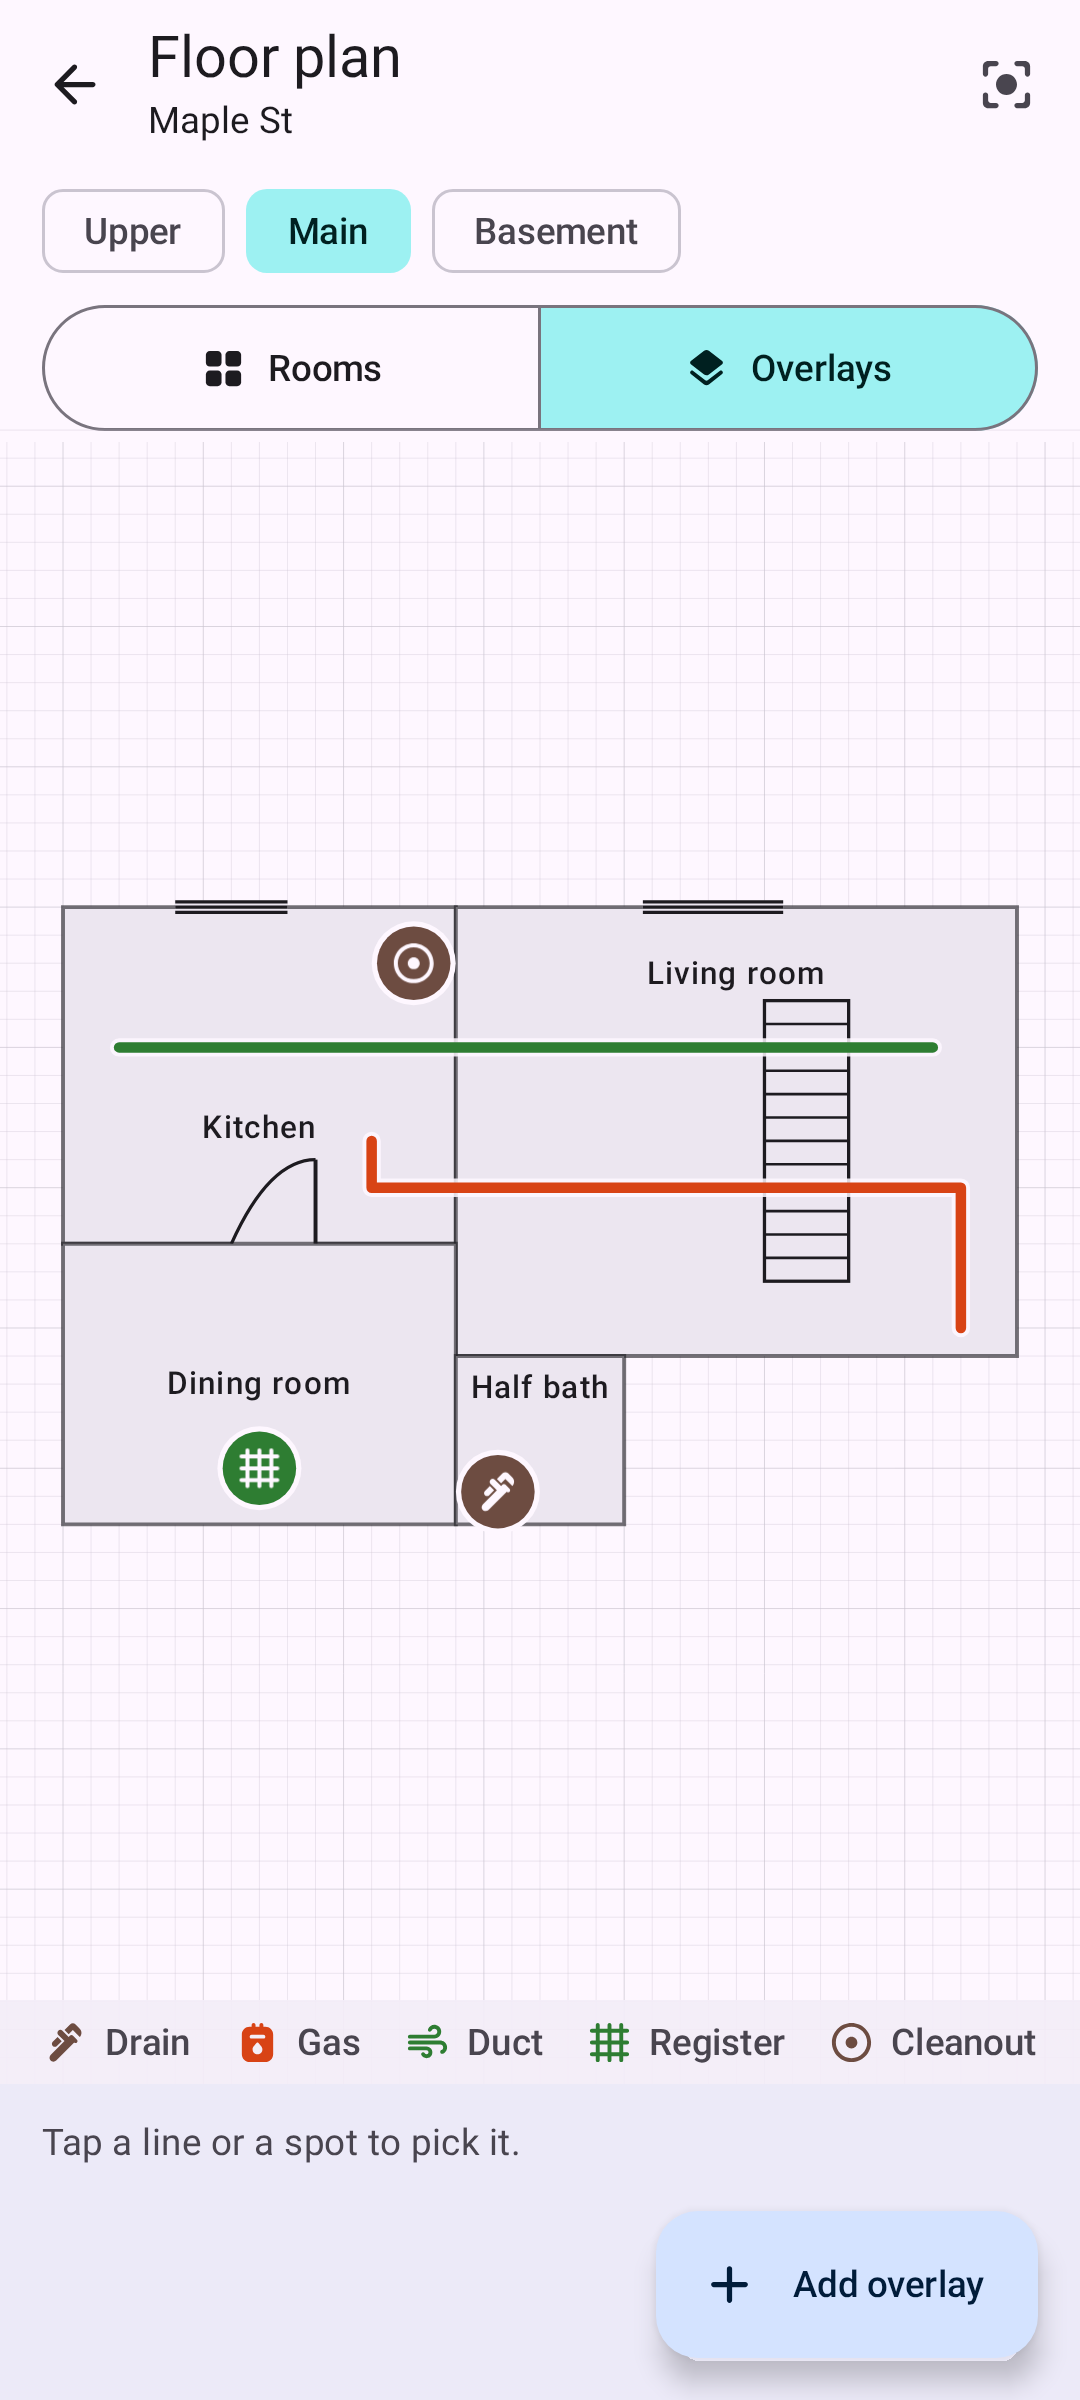 Floor plan
Maple St
Upper
Main
Basement
Rooms
Overlays
Living room
Kitchen
Dining room
Half bath
Drain
Gas
Duct
Register
Cleanout
Tap a line or a spot to pick it.
Add overlay